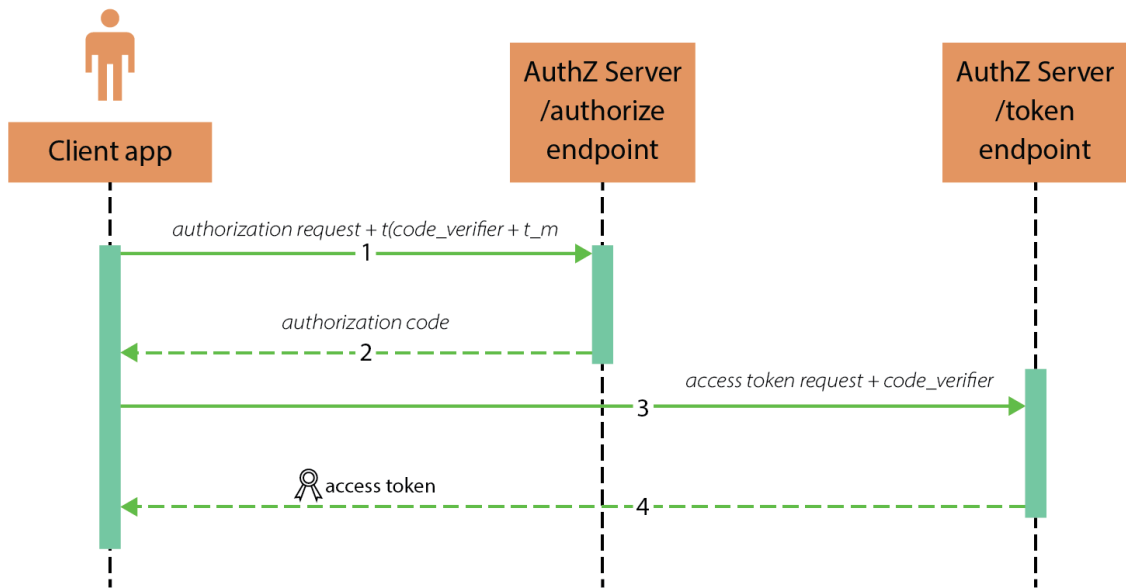 Client app
AuthZ Server
/authorize
endpoint
AuthZ Server
/token
endpoint
authorization request + t(code_verifier + t_m
1
authorization code
2
access token request + code_verifier
3
access token
4